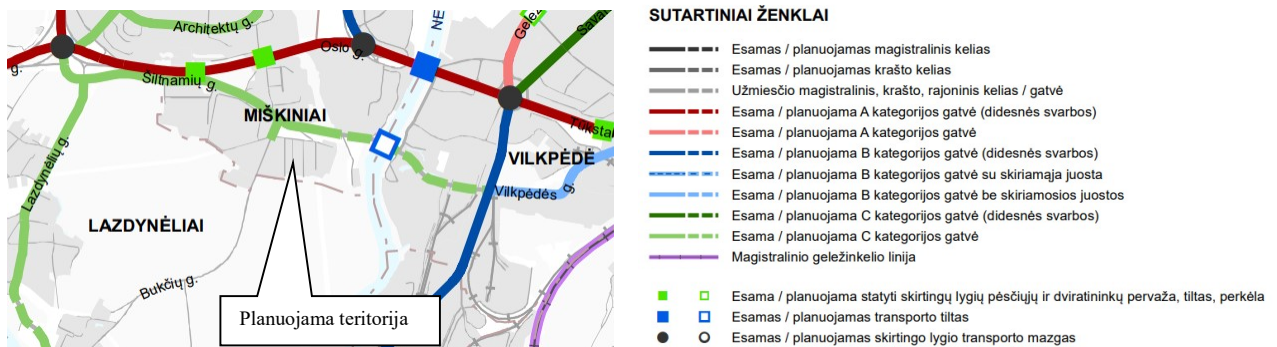 Architektų g.
Gelež
Savan
NE
Oslo g.
g.
Šiltnamių g.
MIŠKINIAI
Tūkstan
VILKPĖDĖ
Vilkpėdės g.
Lazdynėlių g.
LAZDYNĖLIAI
Bukčių g.
Planuojama teritorija
SUTARTINIAI ŽENKLAI
Esamas / planuojamas magistralinis kelias
Esamas / planuojamas krašto kelias
Užmiesčio magistralinis, krašto, rajoninis kelias / gatvė
Esama / planuojama A kategorijos gatvė (didesnės svarbos)
Esama / planuojama A kategorijos gatvė
Esama / planuojama B kategorijos gatvė (didesnės svarbos)
Esama / planuojama B kategorijos gatvė su skiriamąja juosta
Esama / planuojama B kategorijos gatvė be skiriamosios juostos
Esama / planuojama C kategorijos gatvė (didesnės svarbos)
Esama / planuojama C kategorijos gatvė
Magistralinio geležinkelio linija
Esama / planuojama statyti skirtingų lygių pėsčiųjų ir dviratininkų pervaža, tiltas, perkėla
Esamas / planuojamas transporto tiltas
Esamas / planuojamas skirtingo lygio transporto mazgas